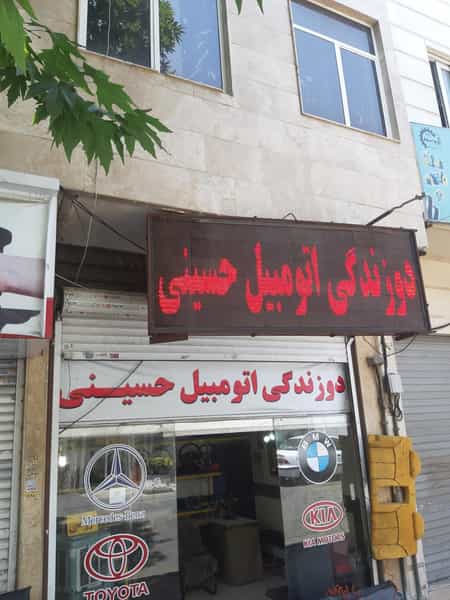 دوزندگی اتومبیل حسینی
دوزندگی اتومبیل حسینی
BMW
Mercedes-Benz
KIA
KIA MOTORS
TOYOTA